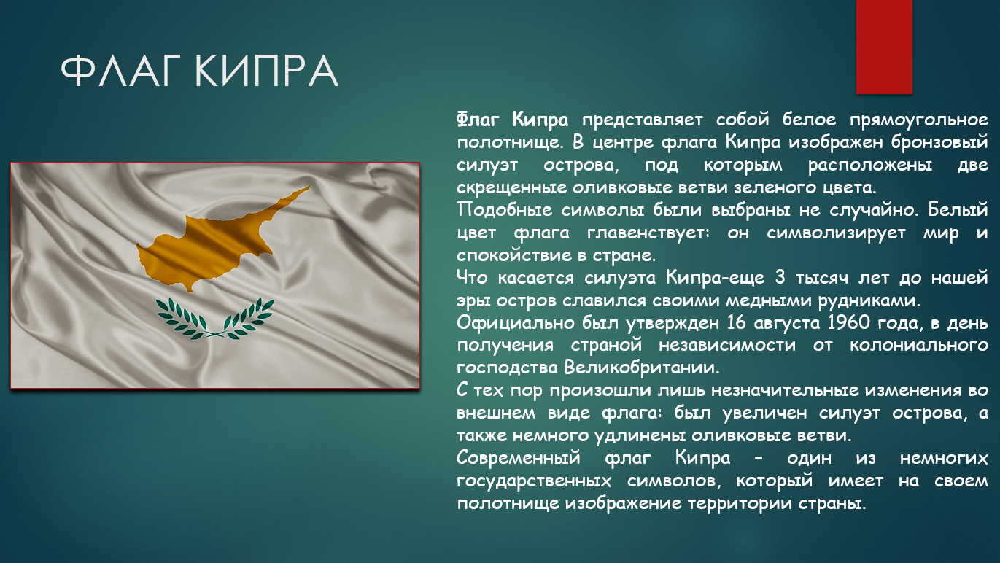 ФЛАГ КИПРА
Флаг Кипра представляет собой белое прямоугольное
полотнище. В центре флага Кипра изображен бронзовый
силуэт острова, под которым расположены две
скрещенные оливковые ветви зеленого цвета.
Подобные символы были выбраны не случайно. Белый
цвет флага главенствует: он символизирует мир и
спокойствие в стране.
Что касается силуэта Кипра-еще 3 тысяч лет до нашей
эры остров славился своими медными рудниками.
Официально был утвержден 16 августа 1960 года, в день
получения страной независимости от колониального
господства Великобритании.
С тех пор произошли лишь незначительные изменения во
внешнем виде флага: был увеличен силуэт острова, а
также немного удлинены оливковые ветви.
Современный флаг Кипра – один из немногих
государственных символов, который имеет на своем
полотнище изображение территории страны.